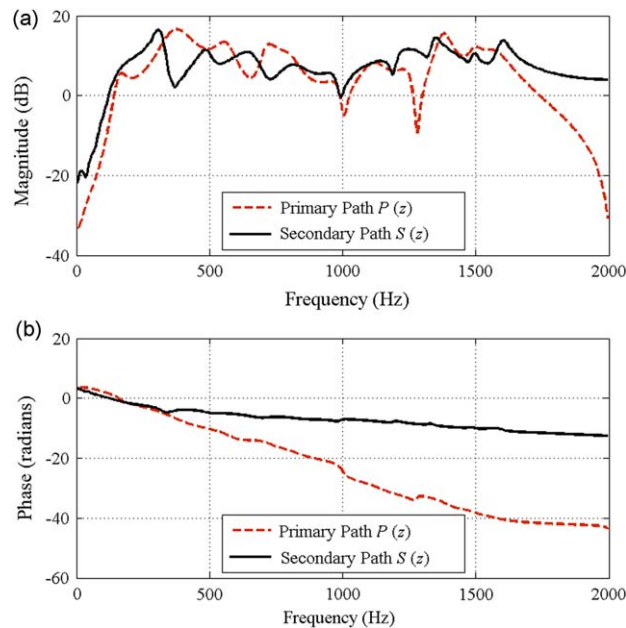 (a)
20
0
-20
-40
Magnitude (dB)
Primary Path P (z)
Secondary Path S (z)
0
500
1000
1500
2000
Frequency (Hz)
(b)
20
0
-20
-40
-60
Phase (radians)
Primary Path P (z)
Secondary Path S (z)
0
500
1000
1500
2000
Frequency (Hz)